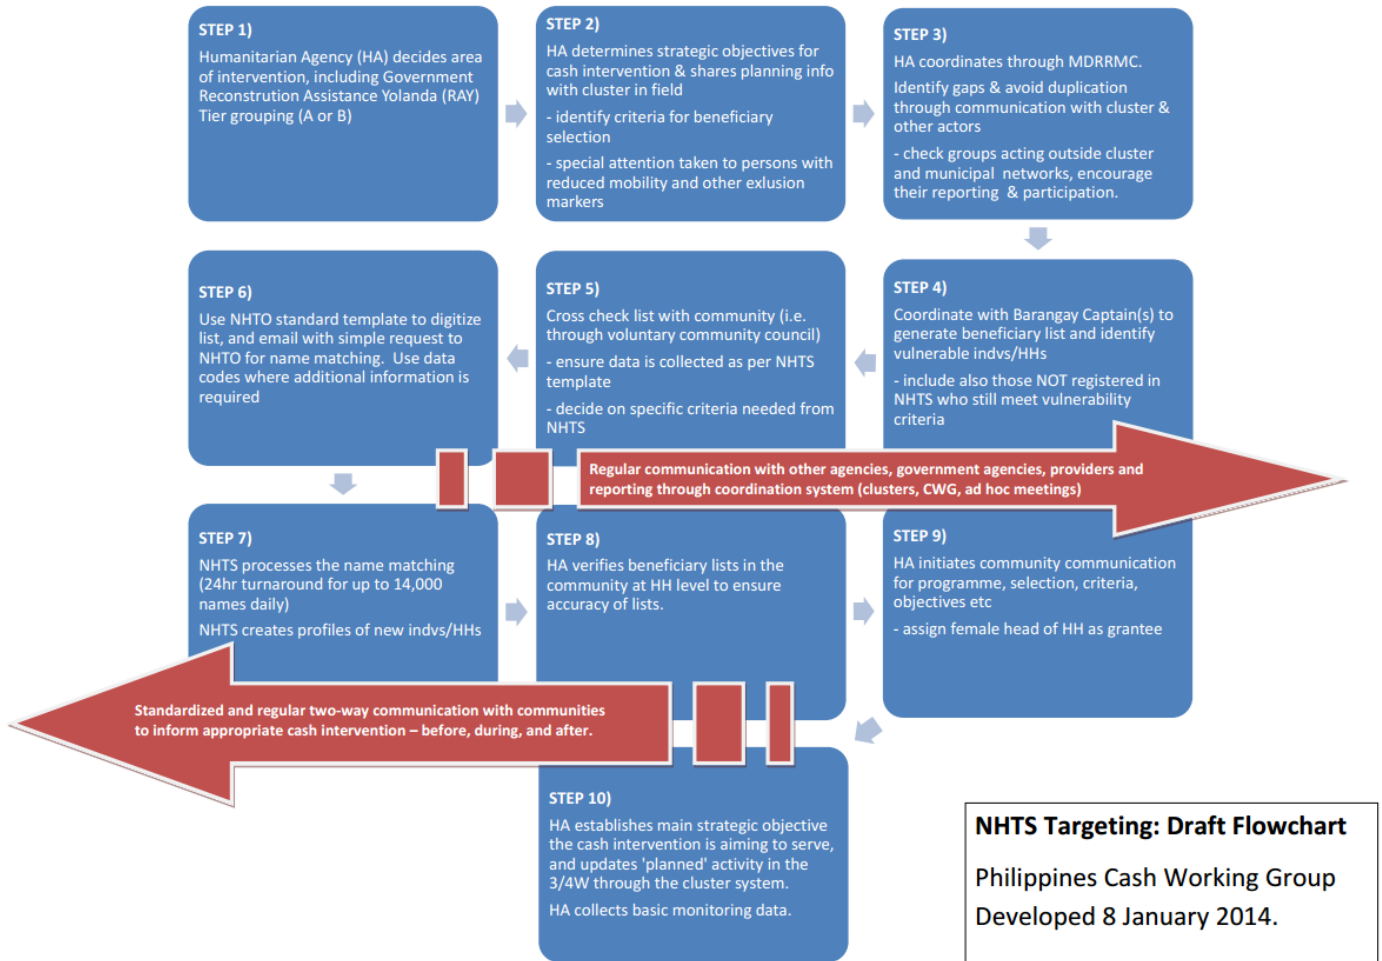 STEP 1)
Humanitarian Agency (HA) decides area
of intervention, including Government
Reconstrution Assistance Yolanda (RAY)
Tier grouping (A or B)
STEP 2)
HA determines strategic objectives for
cash intervention & shares planning info
with cluster in field
- identify criteria for beneficiary
selection
- special attention taken to persons with
reduced mobility and other exlusion
markers
STEP 3)
HA coordinates through MDRRMC.
Identify gaps & avoid duplication
through communication with cluster &
other actors
- check groups acting outside cluster
and municipal networks, encourage
their reporting & participation.
STEP 4)
Coordinate with Barangay Captain(s) to
generate beneficiary list and identify
vulnerable indvs/HHs
- include also those NOT registered in
NHTS who still meet vulnerability
criteria
STEP 5)
Cross check list with community (i.e.
through voluntary community council)
- ensure data is collected as per NHTS
template
- decide on specific criteria needed from
NHTS
STEP 6)
Use NHTO standard template to digitize
list, and email with simple request to
NHTO for name matching. Use data
codes where additional information is
required
Regular communication with other agencies, government agencies, providers and
reporting through coordination system (clusters, CWG, ad hoc meetings)
STEP 7)
NHTS processes the name matching
(24hr turnaround for up to 14,000
names daily)
NHTS creates profiles of new indvs/HHs
STEP 8)
HA verifies beneficiary lists in the
community at HH level to ensure
accuracy of lists.
STEP 9)
HA initiates community communication
for programme, selection, criteria,
objectives etc
- assign female head of HH as grantee
Standardized and regular two-way communication with communities
to inform appropriate cash intervention – before, during, and after.
STEP 10)
HA establishes main strategic objective
the cash intervention is aiming to serve,
and updates 'planned' activity in the
3/4W through the cluster system.
HA collects basic monitoring data.
NHTS Targeting: Draft Flowchart
Philippines Cash Working Group
Developed 8 January 2014.